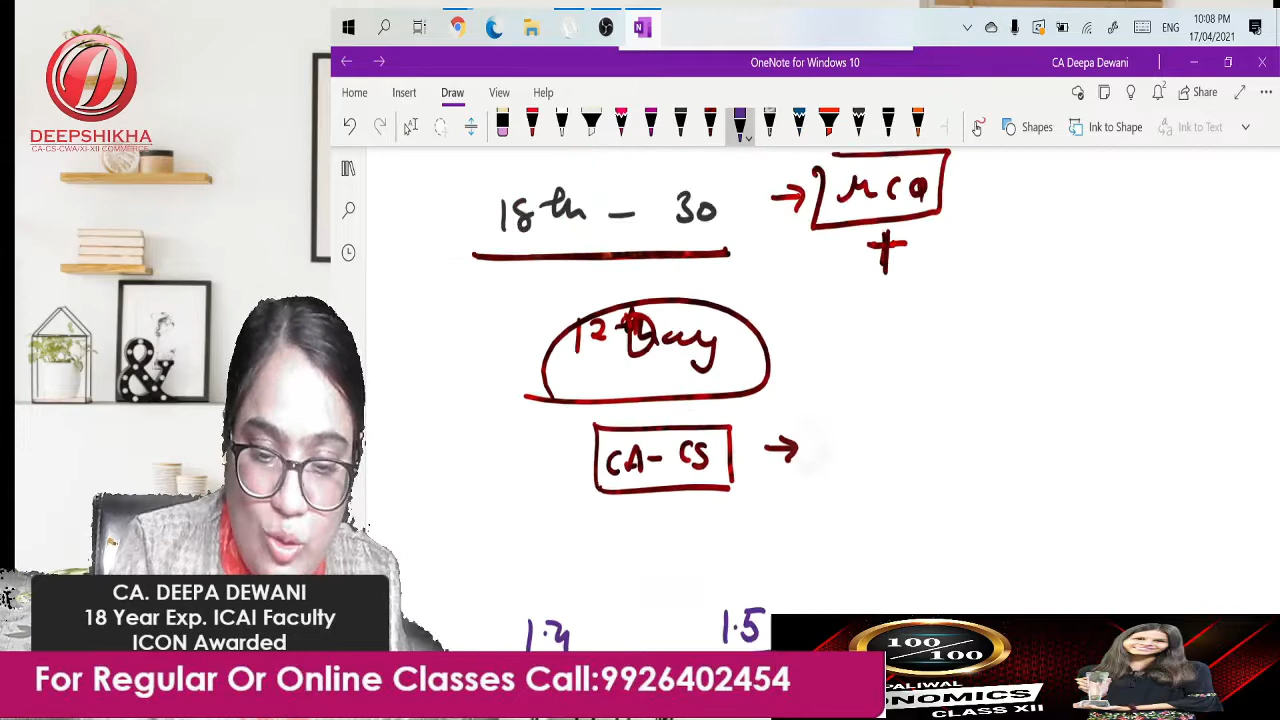 10:08 PM
ENG
17/04/2021
OneNote for Windows 10
CA Deepa Dewani
Home
Insert
Draw
View
Help
Share
Shapes
Ink to Shape
Ink to Text
DEEPSHIKHA
CA-CS-CWA/XI-XII COMMERCE
&
18th - 30
→ MCQ
+
12 Day
CA - CS →
1.4
1.5
CA. DEEPA DEWANI
18 Year Exp. ICAI Faculty
ICON Awarded
For Regular Or Online Classes Call:9926402454
100/100
PALIWAL
ONOMICS
CLASS XII